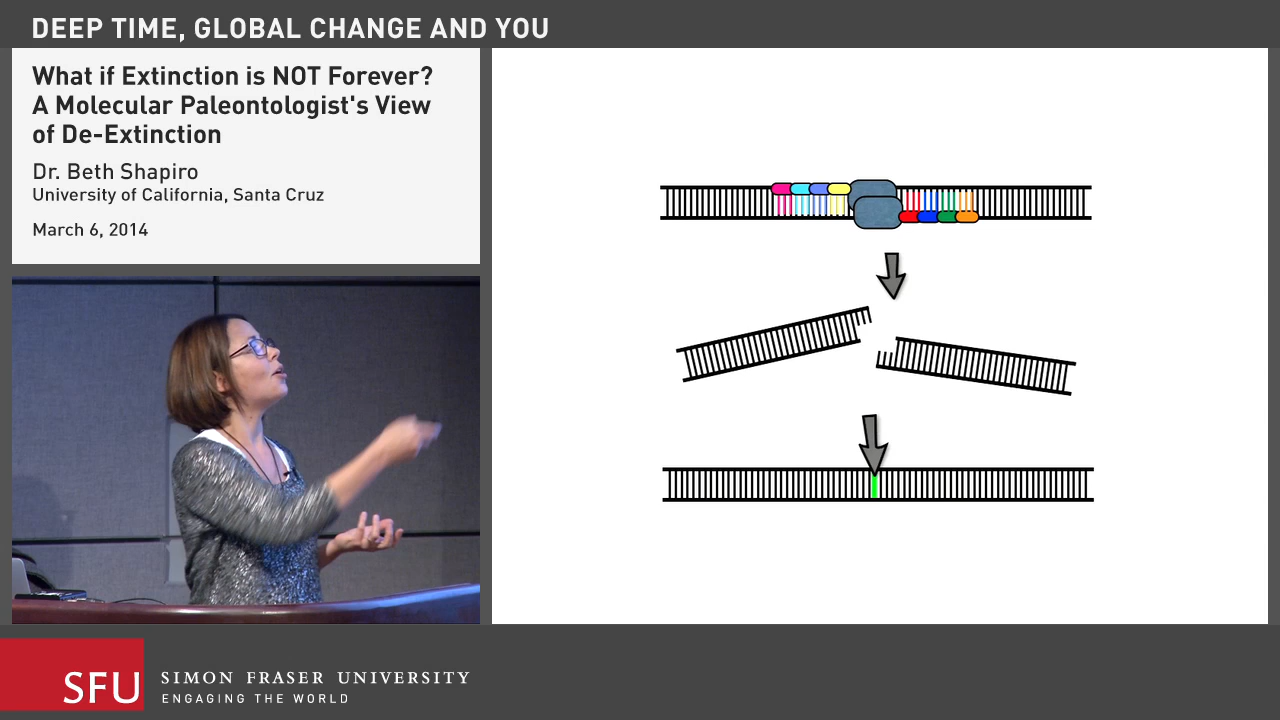 DEEP TIME, GLOBAL CHANGE AND YOU
What if Extinction is NOT Forever?
A Molecular Paleontologist's View
of De-Extinction
Dr. Beth Shapiro
University of California, Santa Cruz
March 6, 2014
SFU
SIMON FRASER UNIVERSITY
ENGAGING THE WORLD